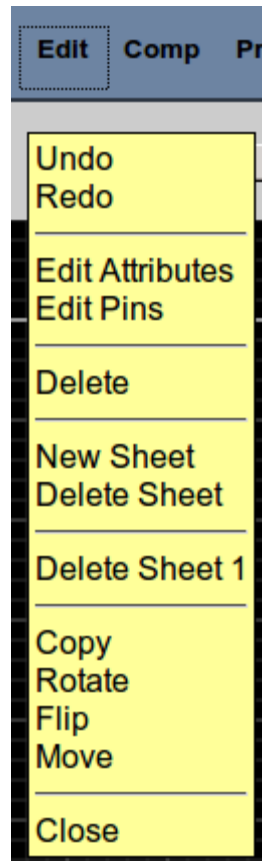 Edit Comp Pr
Undo
Redo
Edit Attributes
Edit Pins
Delete
New Sheet
Delete Sheet
Delete Sheet 1
Copy
Rotate
Flip
Move
Close